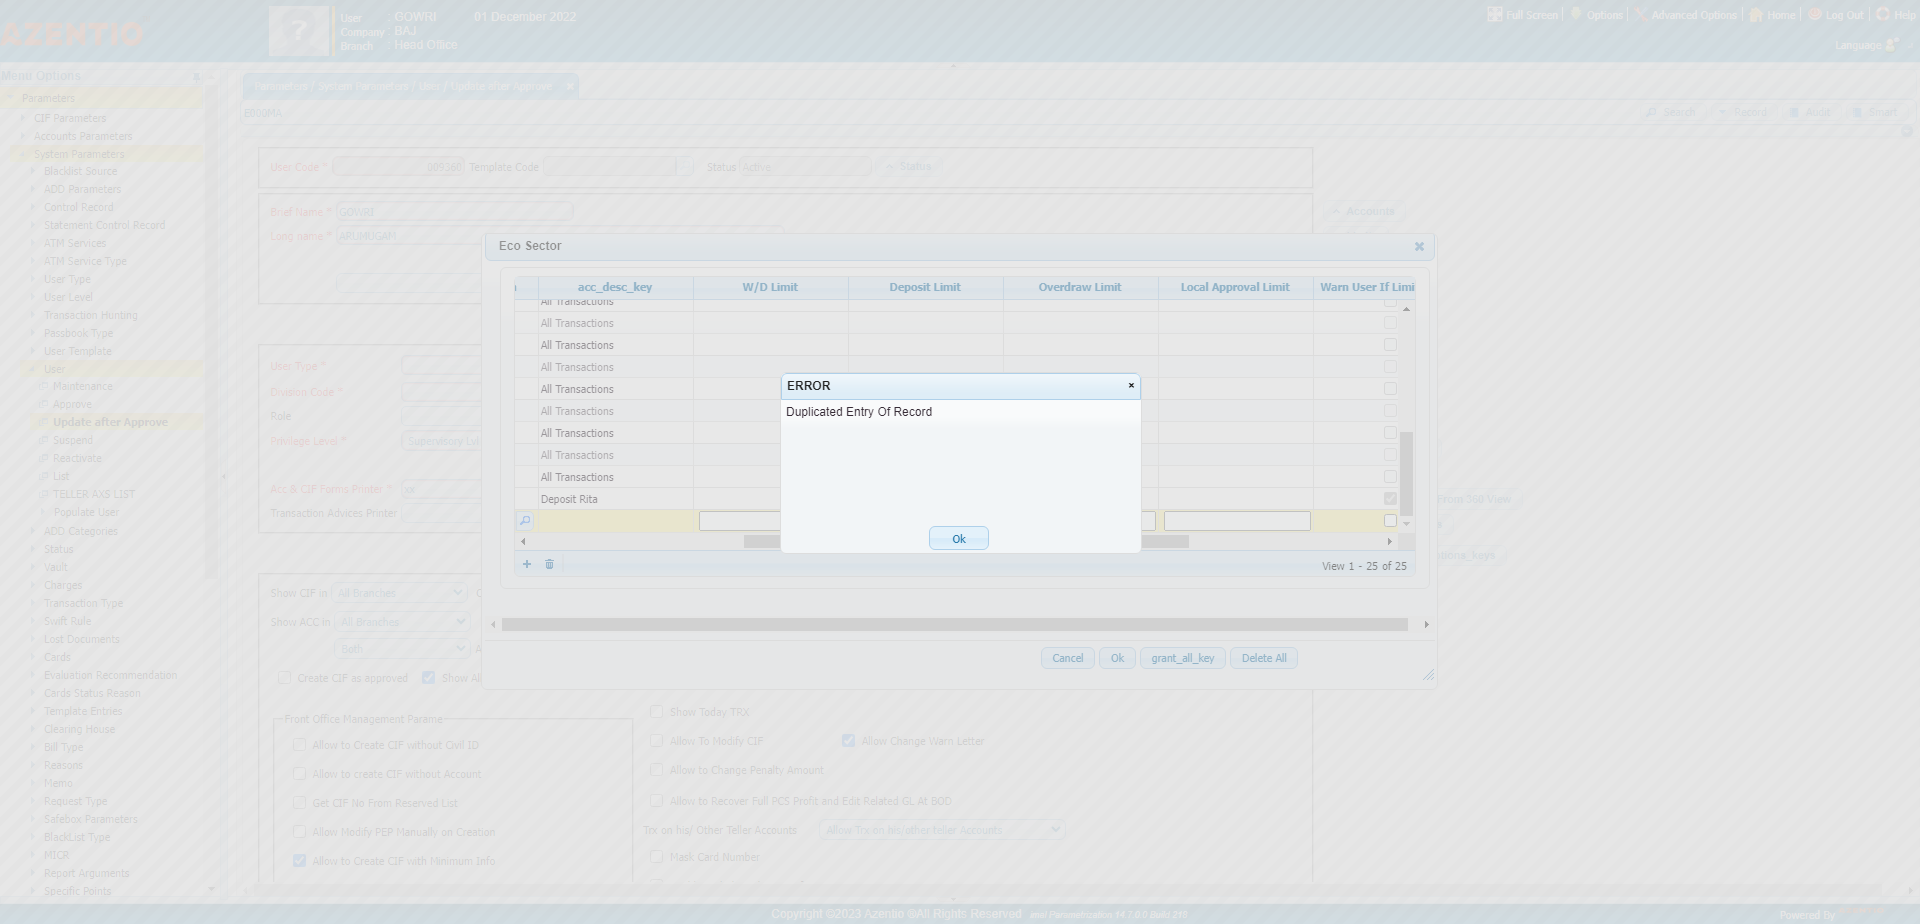 AZENTIO
User : GOWRI 01 December 2022
Company : BAJ
Branch : Head Office
Full Screen | Options | Advanced Options | Home | Log Out | Help
Language
Menu Options
Parameters
CIF Parameters
Accounts Parameters
System Parameters
Blacklist Source
ADD Parameters
Control Record
Statement Control Record
ATM Services
ATM Service Type
User Type
User Level
Transaction Hunting
Passbook Type
User Template
User
Maintenance
Approve
Update after Approve
Suspend
Reactivate
List
TELLER AXS LIST
Populate User
ADD Categories
Status
Vault
Charges
Transaction Type
Swift Rule
Lost Documents
Cards
Evaluation Recommendation
Cards Status Reason
Template Entries
Clearing House
Bill Type
Reasons
Memo
Request Type
Safebox Parameters
BlackList Type
MICR
Report Arguments
Specific Points
Parameters / System Parameters / User / Update after Approve
E000MA
Search Record Audit Smart
User Code * 009360 Template Code Status Active Status
Brief Name * GOWRI
Long name * ARUMUGAM
Accounts
User Type *
Division Code *
Role
Privilege Level * Supervisory Lvl
Acc & CIF Forms Printer * xx
Transaction Advices Printer
From 360 View
Show CIF in All Branches
Show ACC in All Branches
Both
Create CIF as approved Show All
Front Office Management Parame
Allow to Create CIF without Civil ID
Allow to create CIF without Account
Get CIF No From Reserved List
Allow Modify PEP Manually on Creation
Allow to Create CIF with Minimum Info
Show Today TRX
Allow To Modify CIF Allow Change Warn Letter
Allow to Change Penalty Amount
Allow to Recover Full PCS Profit and Edit Related GL At BOD
Trx on his/ Other Teller Accounts Allow Trx on his/other teller Accounts
Mask Card Number
Eco Sector
acc_desc_key W/D Limit Deposit Limit Overdraw Limit Local Approval Limit Warn User If Limi
All Transactions
All Transactions
All Transactions
All Transactions
All Transactions
All Transactions
All Transactions
All Transactions
All Transactions
Deposit Rita
View 1 - 25 of 25
Cancel Ok grant_all_key Delete All
ERROR
Duplicated Entry Of Record
Ok
Copyright ©2023 Azentio @All Rights Reserved
Powered By